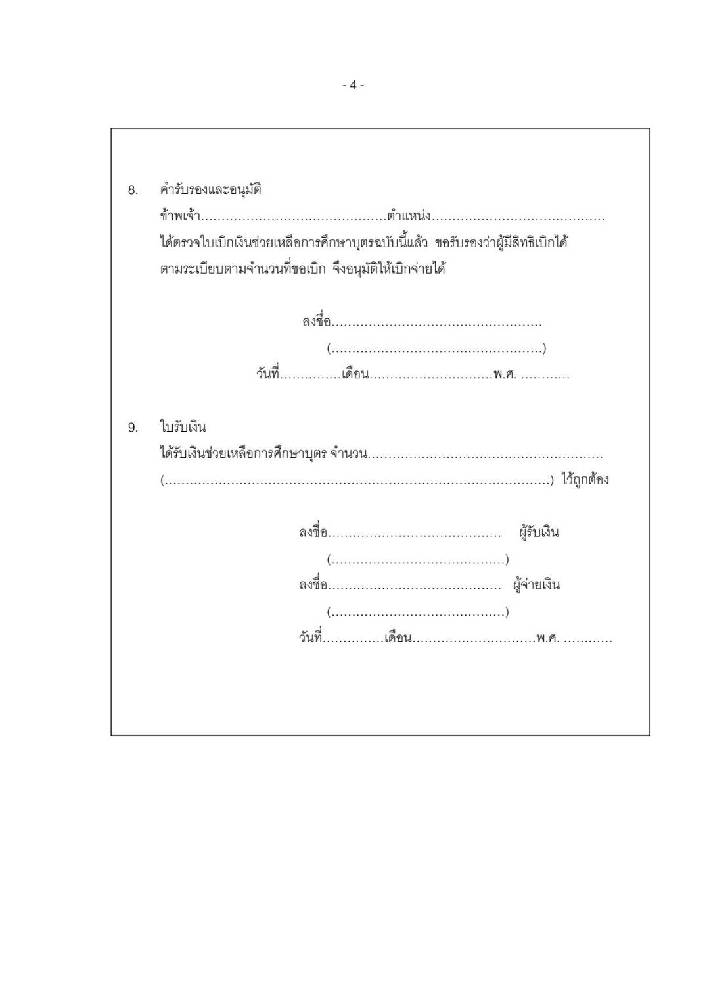 - 4 -
8. คำรับรองและอนุมัติ
ข้าพเจ้า.............................................ตำแหน่ง..........................................
ได้ตรวจใบเบิกเงินช่วยเหลือการศึกษาบุตรฉบับนี้แล้ว ขอรับรองว่าผู้มีสิทธิเบิกได้
ตามระเบียบตามจำนวนที่ขอเบิก จึงอนุมัติให้เบิกจ่ายได้
ลงชื่อ...................................................
(...................................................)
วันที่...............เดือน..............................พ.ศ. ............
9. ใบรับเงิน
ได้รับเงินช่วยเหลือการศึกษาบุตร จำนวน.........................................................
(.............................................................................................) ไว้ถูกต้อง
ลงชื่อ.......................................... ผู้รับเงิน
(..........................................)
ลงชื่อ.......................................... ผู้จ่ายเงิน
(..........................................)
วันที่...............เดือน..............................พ.ศ. ............